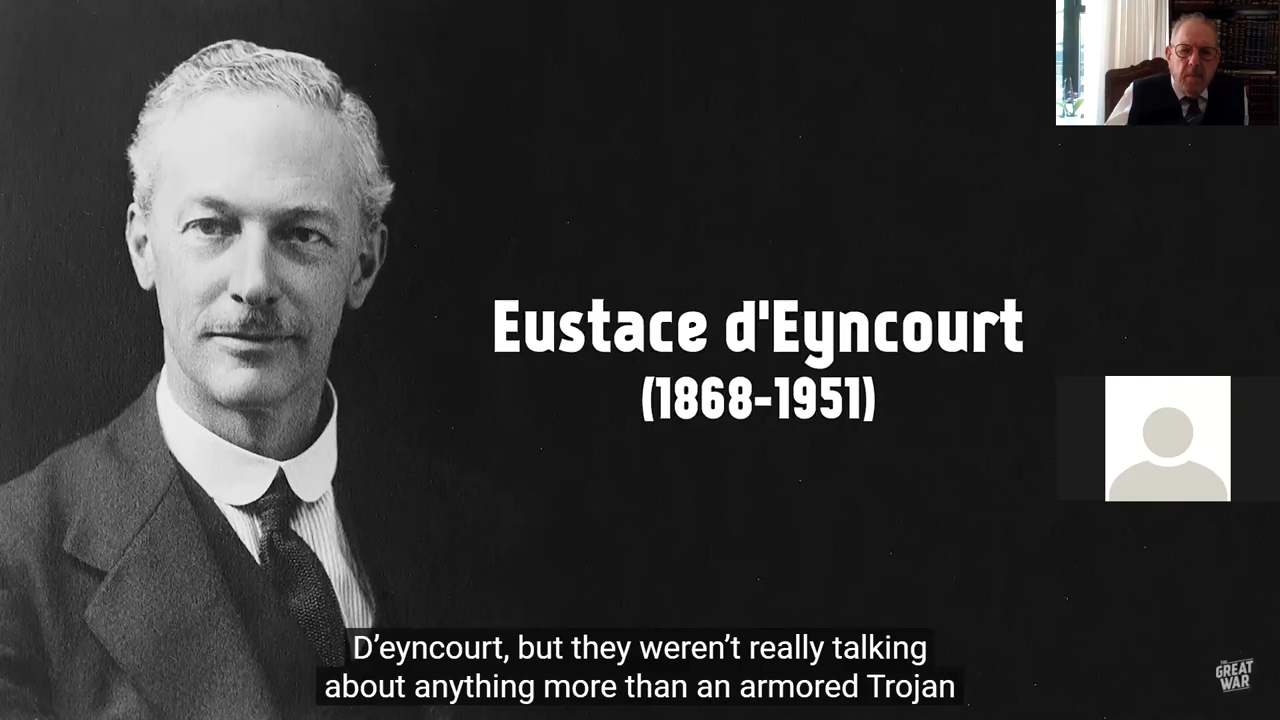 Eustace d'Eyncourt
(1868-1951)
D’eyncourt, but they weren’t really talking
about anything more than an armored Trojan
THE
GREAT
WAR